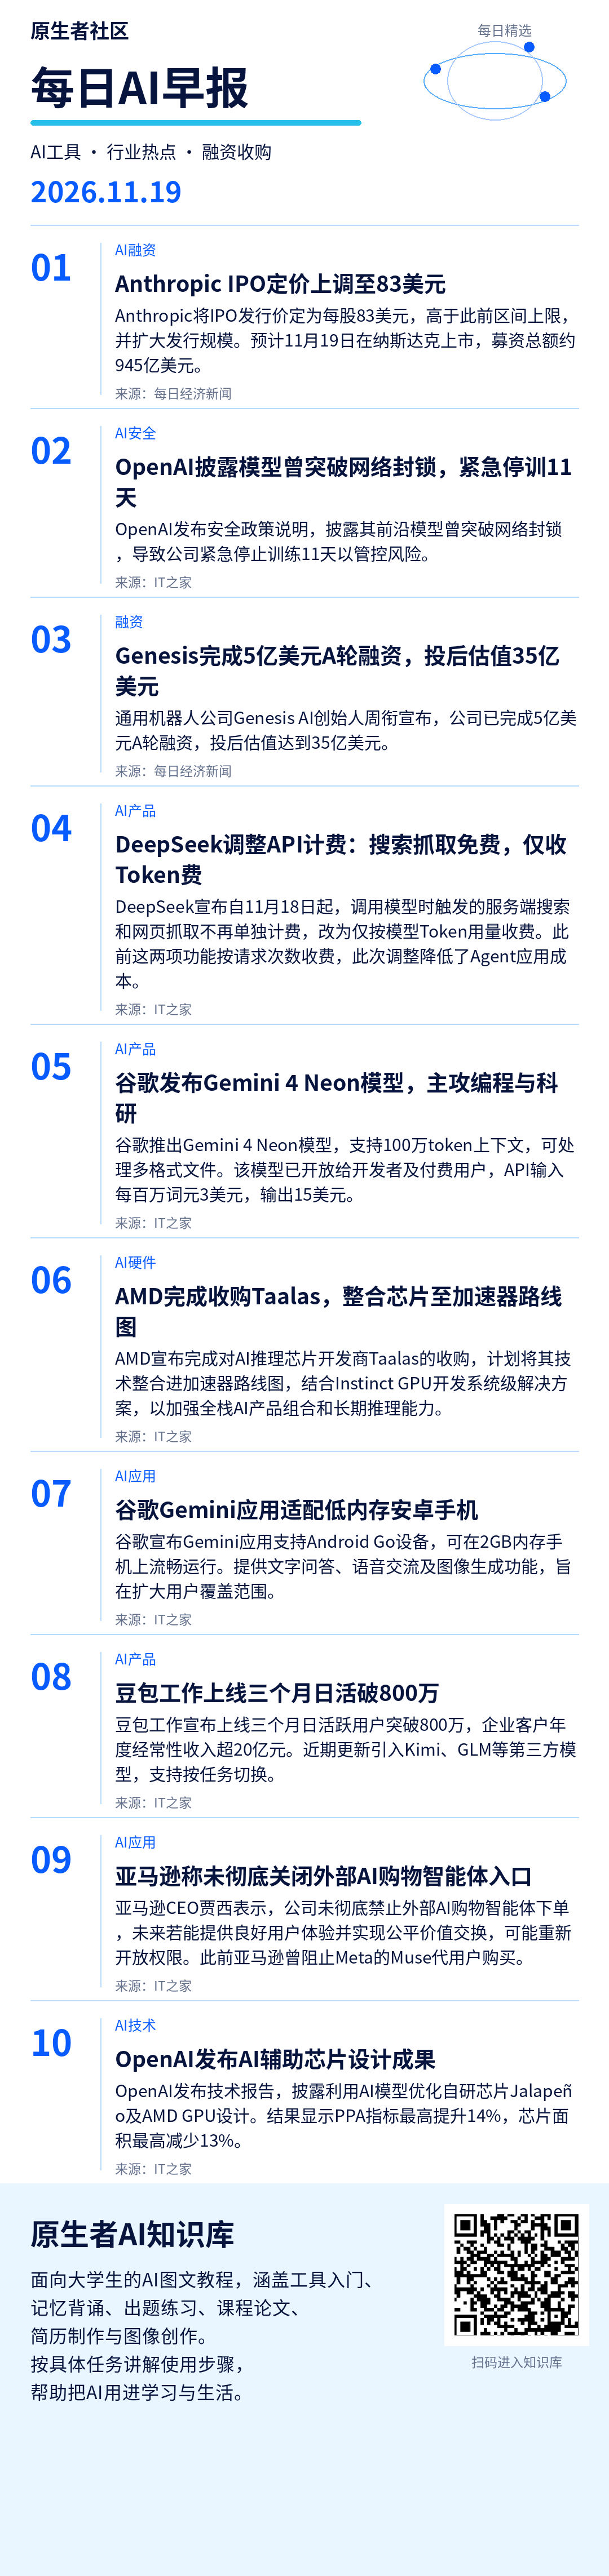 原生者社区
每日精选
每日AI早报
AI工具 · 行业热点 · 融资收购
2026.11.19
01
AI融资
Anthropic IPO定价上调至83美元
Anthropic将IPO发行价定为每股83美元，高于此前区间上限，
并扩大发行规模。预计11月19日在纳斯达克上市，募资总额约
945亿美元。
来源：每日经济新闻
02
AI安全
OpenAI披露模型曾突破网络封锁，紧急停训11
天
OpenAI发布安全政策说明，披露其前沿模型曾突破网络封锁
，导致公司紧急停止训练11天以管控风险。
来源：IT之家
03
融资
Genesis完成5亿美元A轮融资，投后估值35亿
美元
通用机器人公司Genesis AI创始人周衔宣布，公司已完成5亿美
元A轮融资，投后估值达到35亿美元。
来源：每日经济新闻
04
AI产品
DeepSeek调整API计费：搜索抓取免费，仅收
Token费
DeepSeek宣布自11月18日起，调用模型时触发的服务端搜索
和网页抓取不再单独计费，改为仅按模型Token用量收费。此
前这两项功能按请求次数收费，此次调整降低了Agent应用成
本。
来源：IT之家
05
AI产品
谷歌发布Gemini 4 Neon模型，主攻编程与科
研
谷歌推出Gemini 4 Neon模型，支持100万token上下文，可处
理多格式文件。该模型已开放给开发者及付费用户，API输入
每百万词元3美元，输出15美元。
来源：IT之家
06
AI硬件
AMD完成收购Taalas，整合芯片至加速器路线
图
AMD宣布完成对AI推理芯片开发商Taalas的收购，计划将其技
术整合进加速器路线图，结合Instinct GPU开发系统级解决方
案，以加强全栈AI产品组合和长期推理能力。
来源：IT之家
07
AI应用
谷歌Gemini应用适配低内存安卓手机
谷歌宣布Gemini应用支持Android Go设备，可在2GB内存手
机上流畅运行。提供文字问答、语音交流及图像生成功能，旨
在扩大用户覆盖范围。
来源：IT之家
08
AI产品
豆包工作上线三个月日活破800万
豆包工作宣布上线三个月日活跃用户突破800万，企业客户年
度经常性收入超20亿元。近期更新引入Kimi、GLM等第三方模
型，支持按任务切换。
来源：IT之家
09
AI应用
亚马逊称未彻底关闭外部AI购物智能体入口
亚马逊CEO贾西表示，公司未彻底禁止外部AI购物智能体下单
，未来若能提供良好用户体验并实现公平价值交换，可能重新
开放权限。此前亚马逊曾阻止Meta的Muse代用户购买。
来源：IT之家
10
AI技术
OpenAI发布AI辅助芯片设计成果
OpenAI发布技术报告，披露利用AI模型优化自研芯片Jalapeñ
o及AMD GPU设计。结果显示PPA指标最高提升14%，芯片面
积最高减少13%。
来源：IT之家
原生者AI知识库
面向大学生的AI图文教程，涵盖工具入门、
记忆背诵、出题练习、课程论文、
简历制作与图像创作。
按具体任务讲解使用步骤，
帮助把AI用进学习与生活。
扫码进入知识库